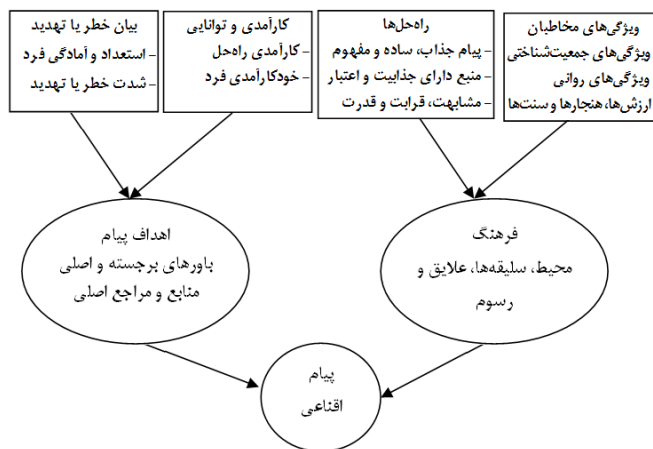 ویژگی‌های مخاطبان
ویژگی‌های جمعیت‌شناختی
ویژگی‌های روانی
ارزش‌ها، هنجارها و سنت‌ها
راه‌حل‌ها
– پیام جذاب، ساده و مفهوم
– منبع دارای جذابیت و اعتبار
– مشابهت، قرابت و قدرت
کارآمدی و توانایی
کارآمدی راه‌حل
خودکارآمدی فرد
بیان خطر یا تهدید
– استعداد و آمادگی فرد
– شدت خطر یا تهدید
فرهنگ
محیط، سلیقه‌ها، علایق و
رسوم
اهداف پیام
باورهای برجسته و اصلی
منابع و مراجع اصلی
پیام
اقناعی